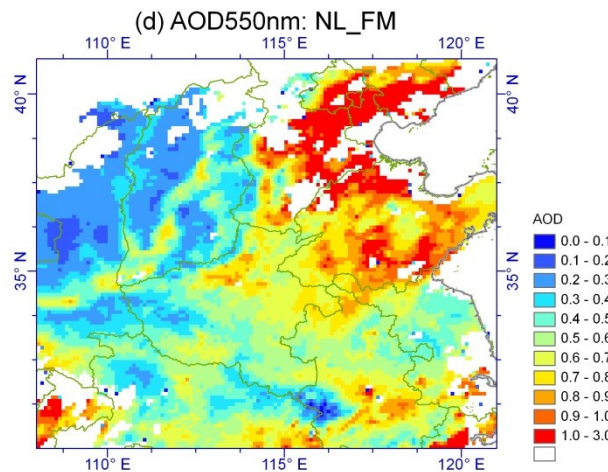 (d) AOD550nm: NL_FM
110° E 115° E 120° E
40° N 40° N
35° N 35° N
110° E 115° E 120° E
AOD
0.0 - 0.1
0.1 - 0.2
0.2 - 0.3
0.3 - 0.4
0.4 - 0.5
0.5 - 0.6
0.6 - 0.7
0.7 - 0.8
0.8 - 0.9
0.9 - 1.0
1.0 - 3.0